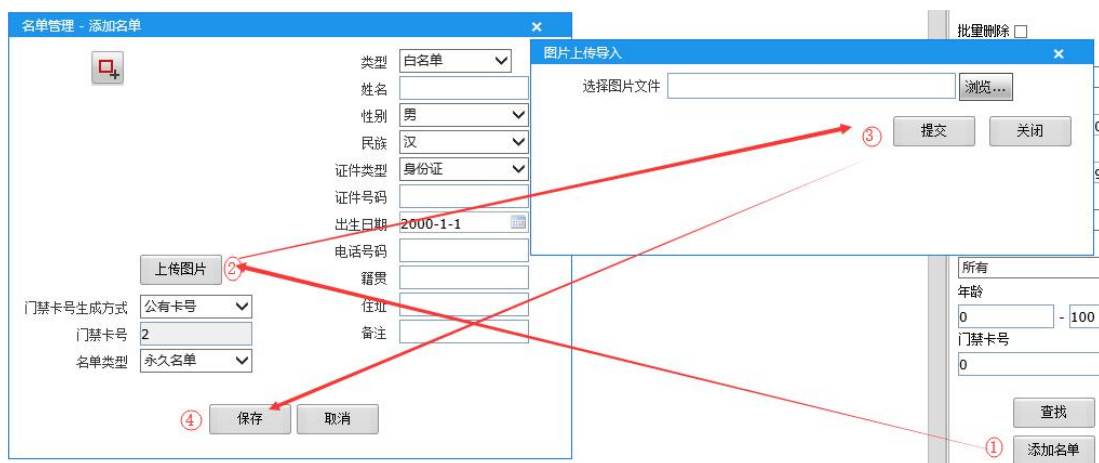 名单管理 - 添加名单 ×
类型 白名单
姓名
性别 男
民族 汉
证件类型 身份证
证件号码
出生日期 2000-1-1
电话号码
上传图片 ②
籍贯
门禁卡号生成方式 公有卡号
住址
门禁卡号 2
备注
名单类型 永久名单
④ 保存 取消
图片上传导入 ×
选择图片文件 浏览...
③ 提交 关闭
批里删除
所有
年龄
0 - 100
门禁卡号
0
查找
① 添加名单